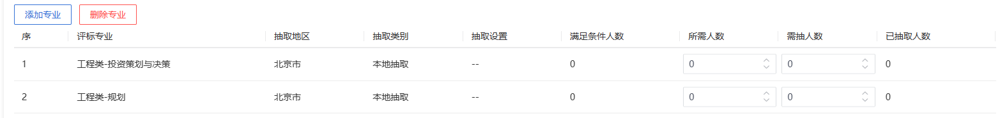 添加专业 删除专业
序 评标专业 抽取地区 抽取类别 抽取设置 满足条件人数 所需人数 需抽人数 已抽取人数
1 工程类-投资策划与决策 北京市 本地抽取 -- 0 0 0 0
2 工程类-规划 北京市 本地抽取 -- 0 0 0 0